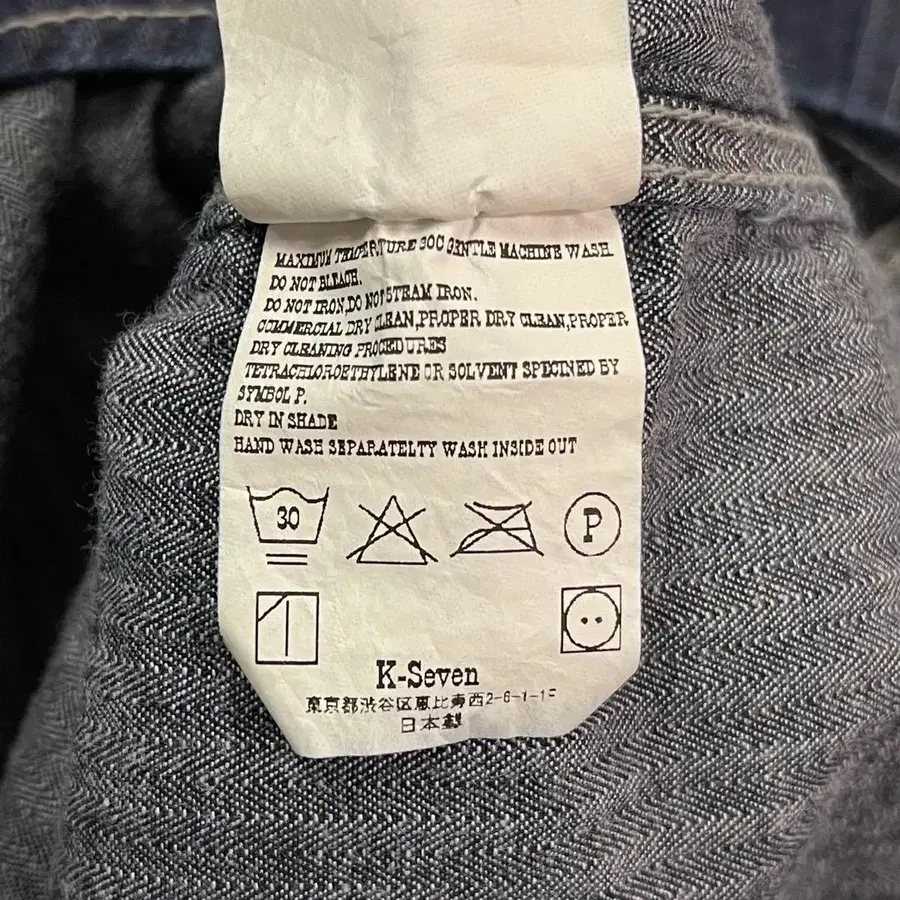 MAXIMUM TEMPERTURE 30C GENTLE MACHINE WASH.
DO NOT BLEACH.
DO NOT IRON,DO NOT STEAM IRON.
COMMERCIAL DRY CLEAN,PROPER DRY CLEAN,PROPER
DRY CLEANING PROCEDURES
TETRACHLOROETHYLENE OR SOLVENT SPECINED BY
SYMBOL P.
DRY IN SHADE
HAND WASH SEPARATELTY WASH INSIDE OUT
30
P
K-Seven
東京都渋谷区恵比寿西2-6-1-1F
日本製